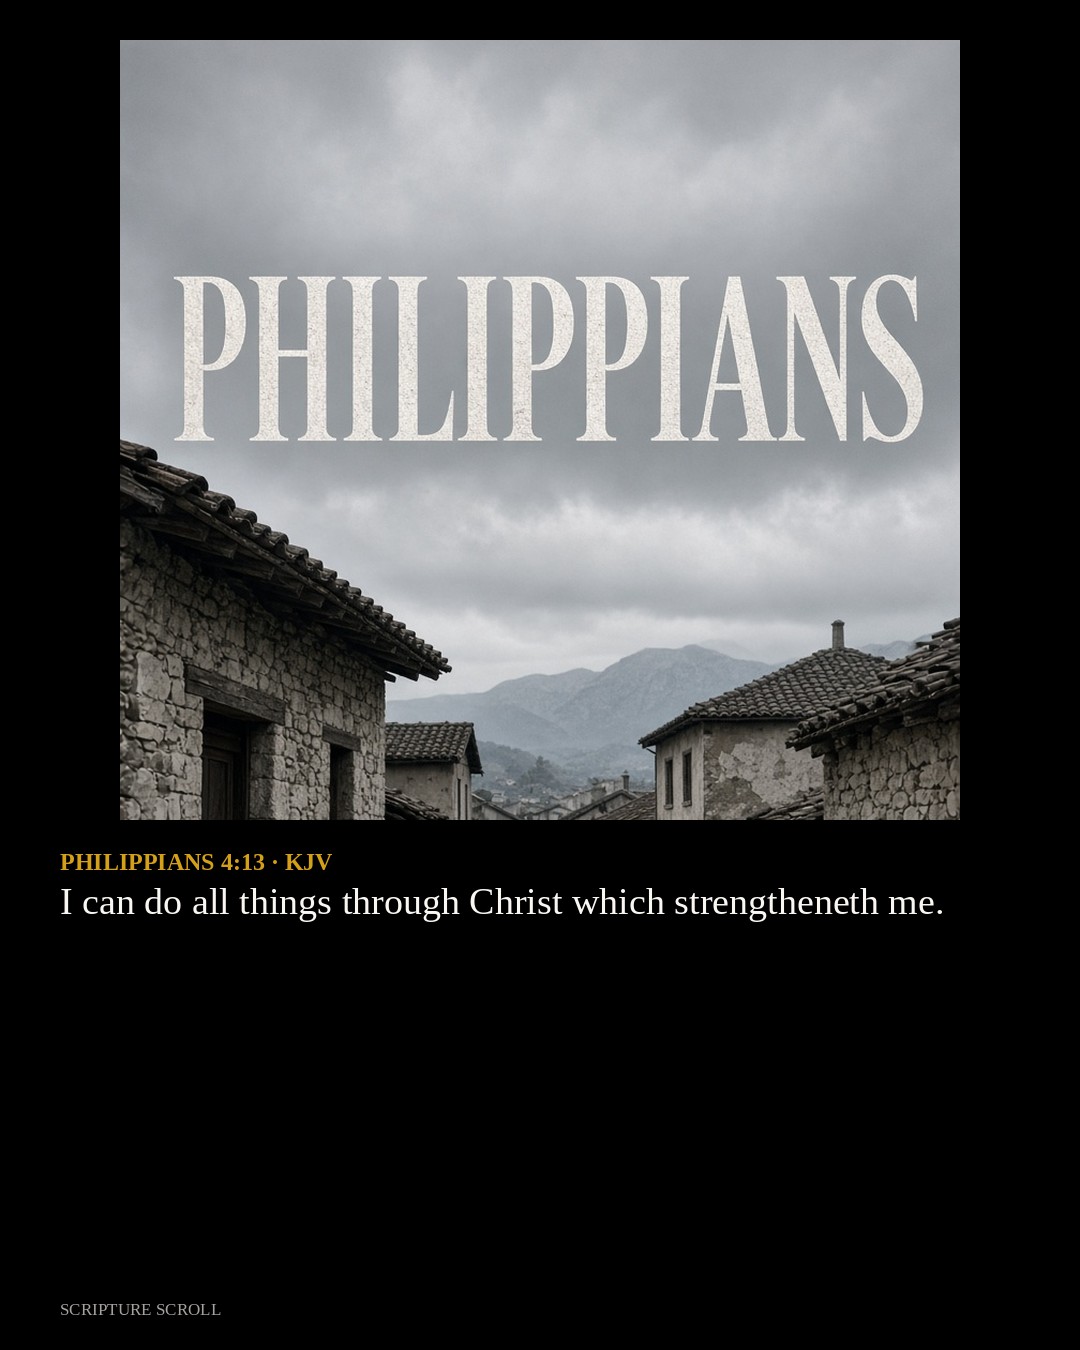 PHILIPPIANS
PHILIPPIANS 4:13 · KJV
I can do all things through Christ which strengtheneth me.
SCRIPTURE SCROLL